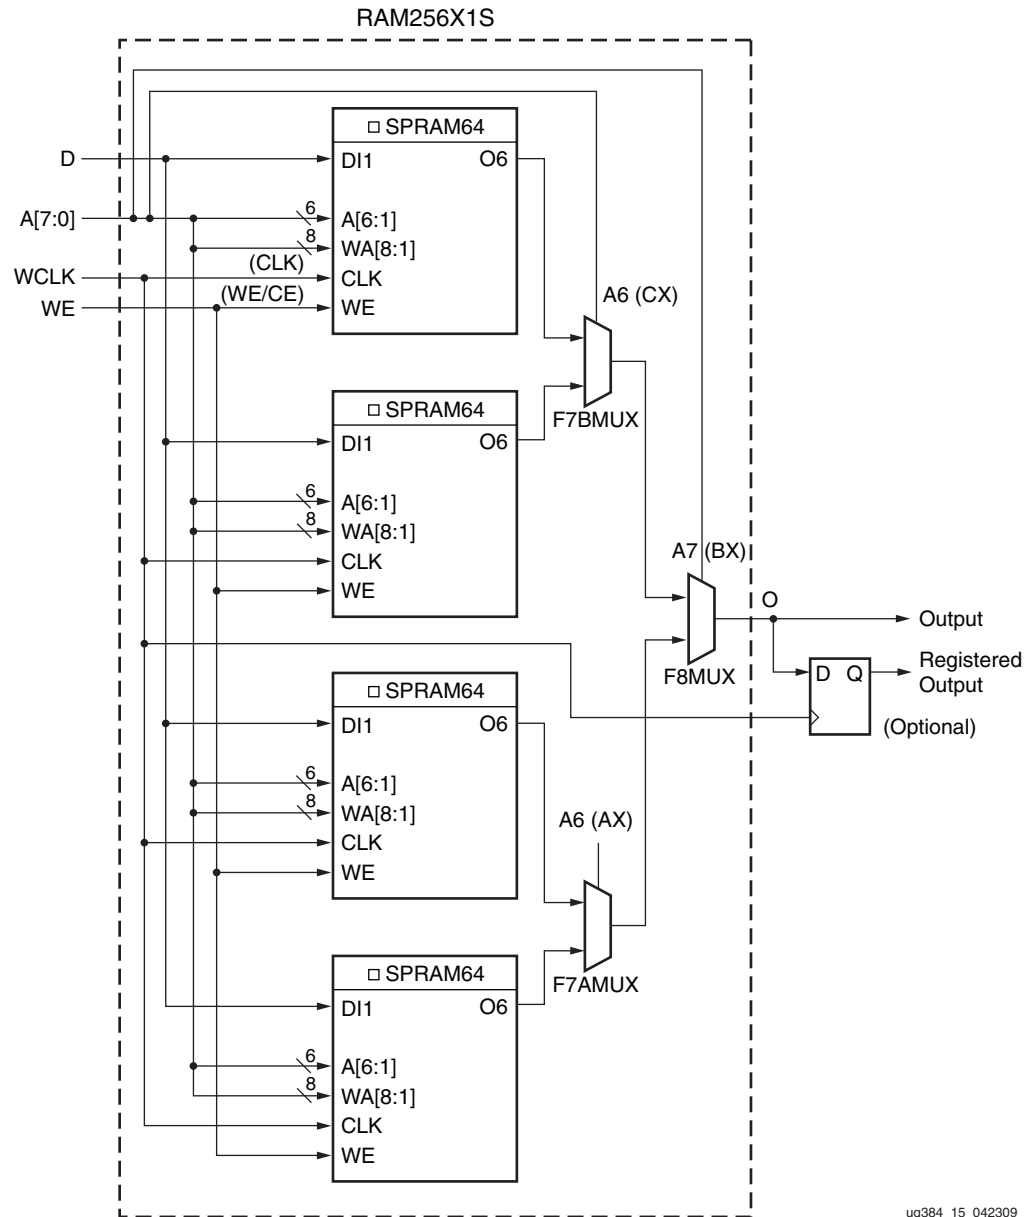 RAM256X1S
SPRAM64
D
DI1
O6
A[7:0]
6
A[6:1]
8
WA[8:1]
WCLK
(CLK)
CLK
WE
(WE/CE)
WE
A6 (CX)
F7BMUX
SPRAM64
DI1
O6
6
A[6:1]
8
WA[8:1]
CLK
WE
A7 (BX)
F8MUX
O
Output
D Q
Registered
Output
(Optional)
SPRAM64
DI1
O6
6
A[6:1]
8
WA[8:1]
CLK
WE
A6 (AX)
F7AMUX
SPRAM64
DI1
O6
6
A[6:1]
8
WA[8:1]
CLK
WE
ug384_15_042309